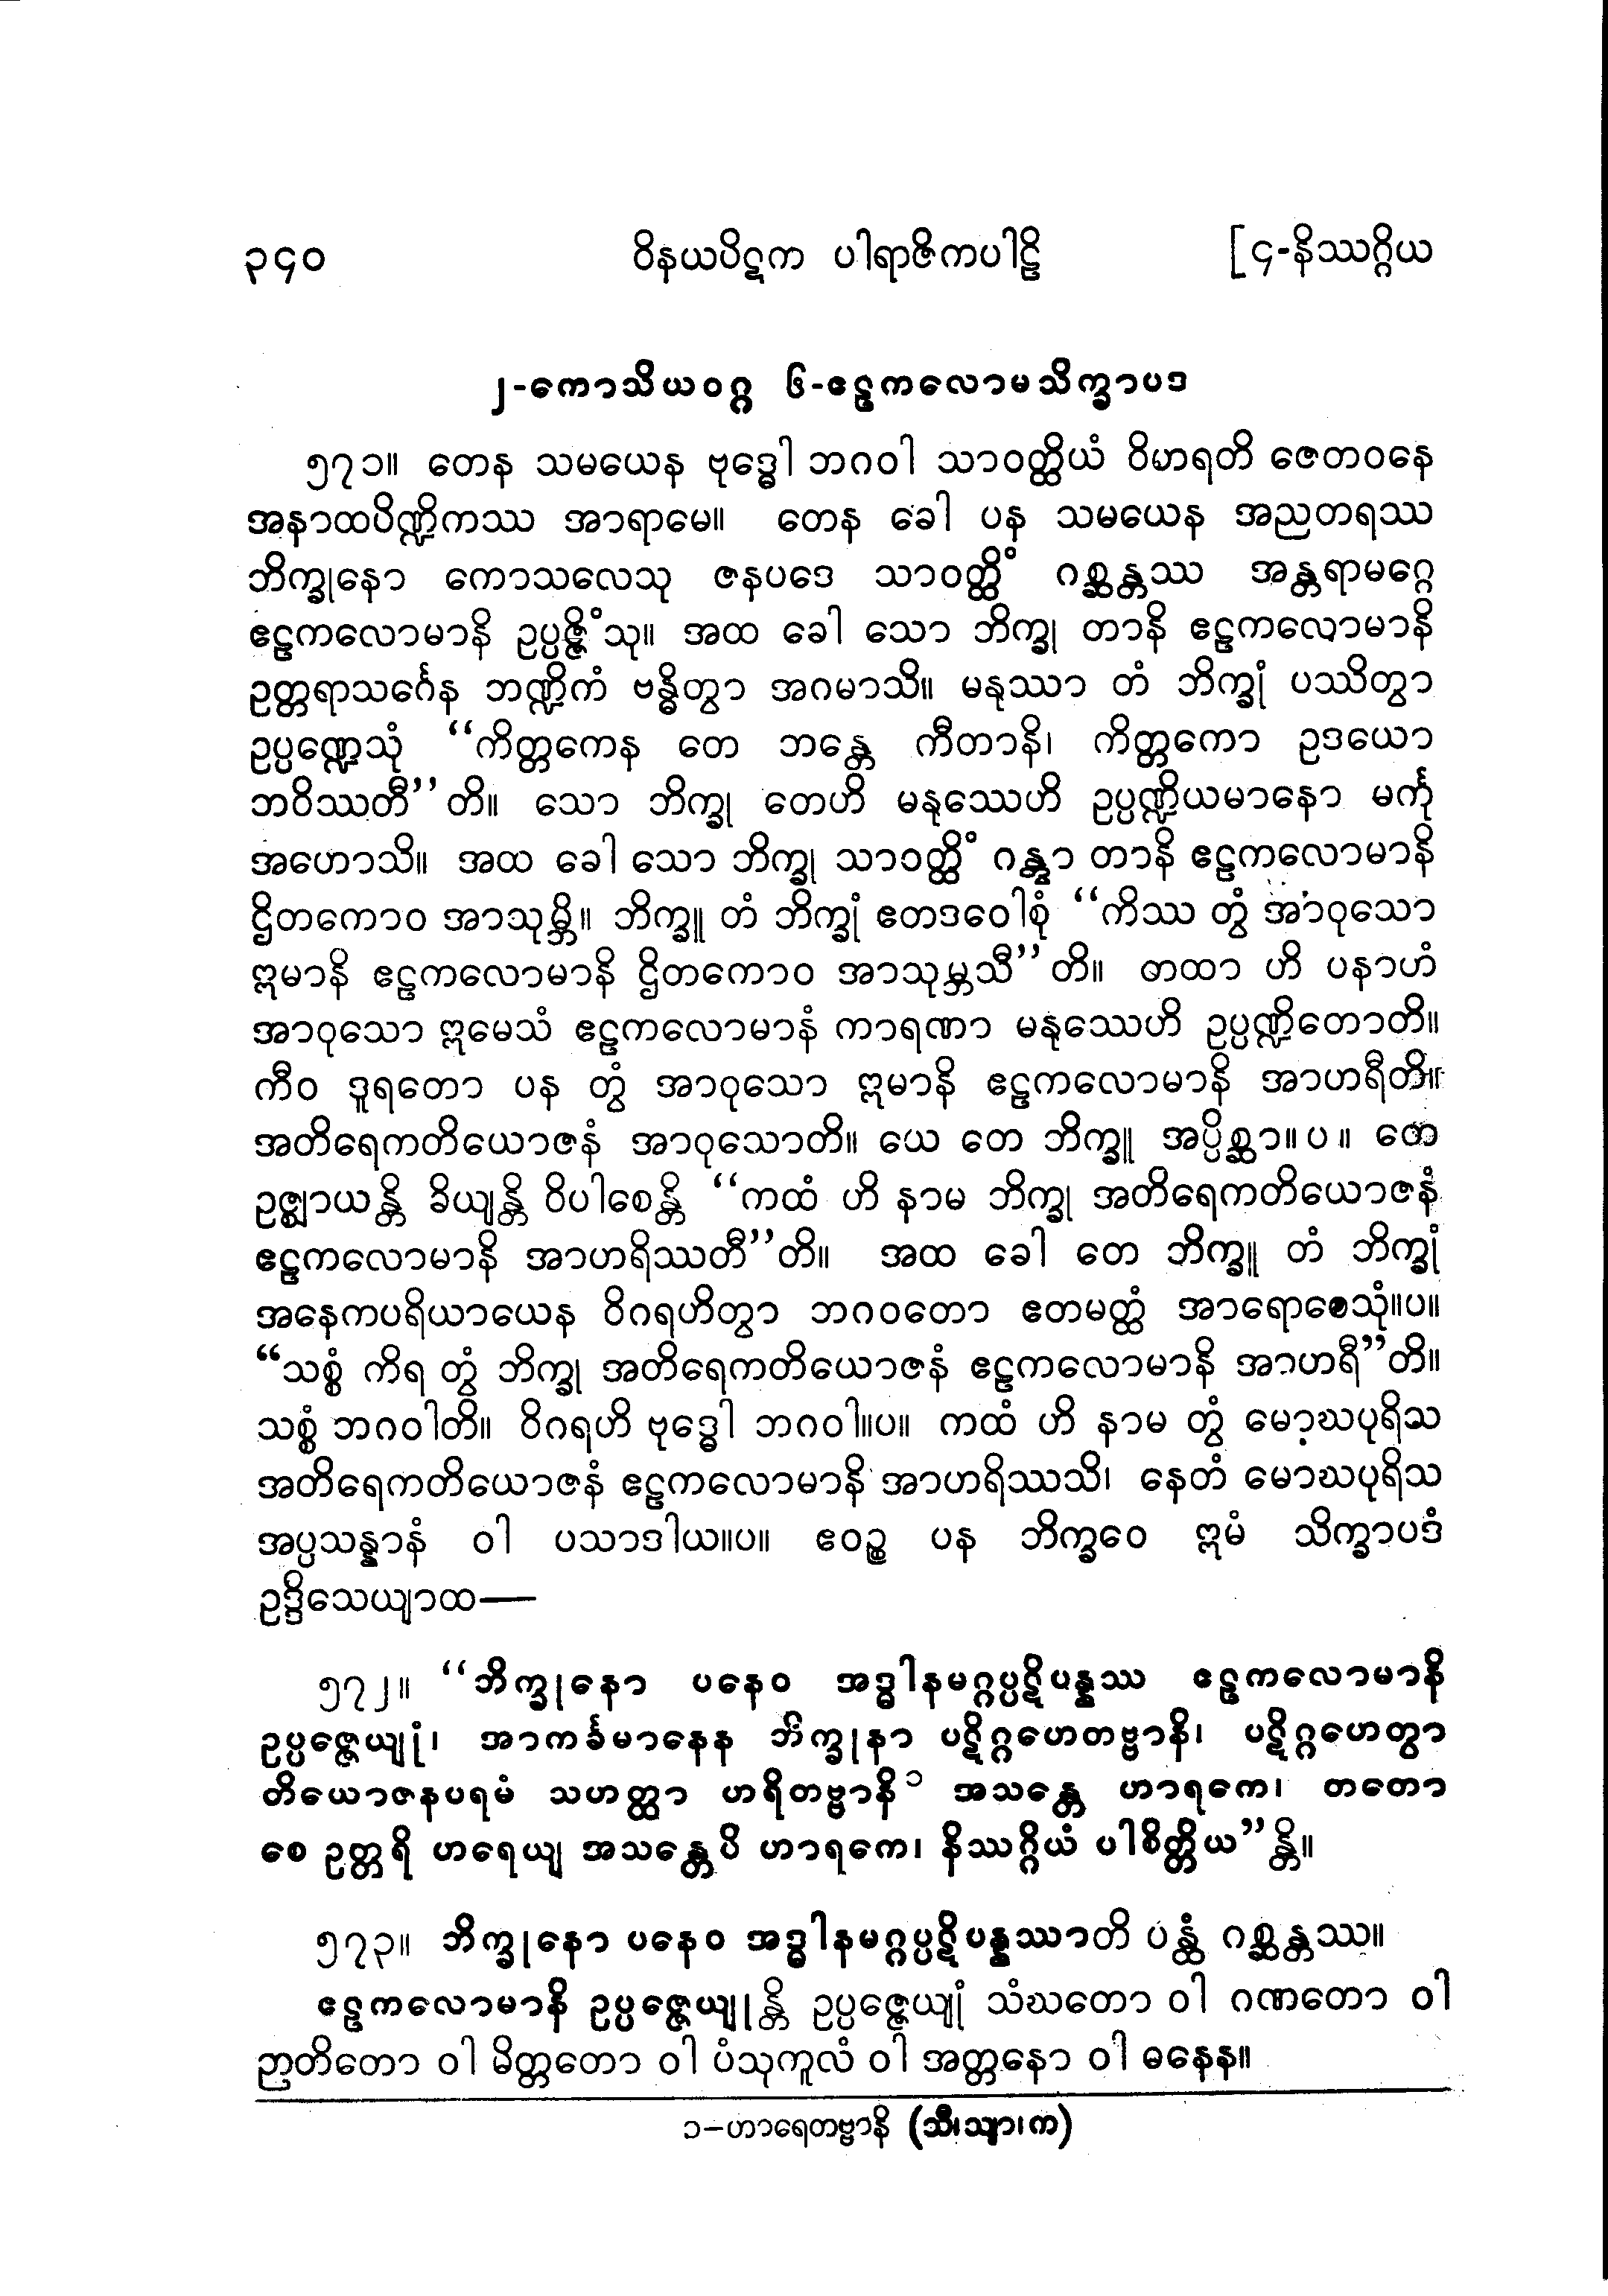 ၃၄၀ ဝိနယပိဋက ပါရာဇိကပါဠိ [၄-နိဿဂ္ဂိယ
၂-ကောသိယဝဂ္ဂ ၆-ဧဠကလောမသိက္ခာပဒ
၅၇၁။ တေန သမယေန ဗုဒ္ဓေါ ဘဂဝါ သာဝတ္ထိယံ ဝိဟရတိ ဇေတဝနေ
အနာထပိဏ္ဍိကဿ အာရာမေ။ တေန ခေါ ပန သမယေန အညတရဿ
ဘိက္ခုနော ကောသလေသု ဇနပဒေ သာဝတ္ထိံ ဂစ္ဆန္တဿ အန္တရာမဂ္ဂေ
ဧဠကလောမာနိ ဥပ္ပဇ္ဇိံသု။ အထ ခေါ သော ဘိက္ခု တာနိ ဧဠကလောမာနိ
ဥတ္တရာသင်္ဂေန ဘဏ္ဍိကံ ဗန္ဓိတွာ အဂမာသိ။ မနုဿာ တံ ဘိက္ခုံ ပဿိတွာ
ဥပ္ပဏ္ဍေသုံ “ကိတ္တကေန တေ ဘန္တေ ကီတာနိ၊ ကိတ္တကော ဥဒယော
ဘဝိဿတီ”တိ။ သော ဘိက္ခု တေဟိ မနုဿေဟိ ဥပ္ပဏ္ဍိယမာနော မင်္ကု
အဟောသိ။ အထ ခေါ သော ဘိက္ခု သာဝတ္ထိံ ဂန္တွာ တာနိ ဧဠကလောမာနိ
ဌိတကောဝ အာသုမ္ဘိ။ ဘိက္ခူ တံ ဘိက္ခုံ ဧတဒဝေါစုံ “ကိဿ တွံ အာဝုသော
ဣမာနိ ဧဠကလောမာနိ ဌိတကောဝ အာသုမ္ဘသီ”တိ။ တထာ ဟိ ပနာဟံ
အာဝုသော ဣမေသံ ဧဠကလောမာနံ ကာရဏာ မနုဿေဟိ ဥပ္ပဏ္ဍိတောတိ။
ကီဝ ဒူရတော ပန တွံ အာဝုသော ဣမာနိ ဧဠကလောမာနိ အာဟရီတိ။
အတိရေကတိယောဇနံ အာဝုသောတိ။ ယေ တေ ဘိက္ခူ အပ္ပိစ္ဆာ။ပ။ တေ
ဥဇ္ဈာယန္တိ ခိယျန္တိ ဝိပါစေန္တိ “ကထံ ဟိ နာမ ဘိက္ခု အတိရေကတိယောဇနံ
ဧဠကလောမာနိ အာဟရိဿတီ”တိ။ အထ ခေါ တေ ဘိက္ခူ တံ ဘိက္ခုံ
အနေကပရိယာယေန ဝိဂရဟိတွာ ဘဂဝတော ဧတမတ္ထံ အာရောစေသုံ။ပ။
“သစ္စံ ကိရ တွံ ဘိက္ခု အတိရေကတိယောဇနံ ဧဠကလောမာနိ အာဟရီ”တိ။
သစ္စံ ဘဂဝါတိ။ ဝိဂရဟိ ဗုဒ္ဓေါ ဘဂဝါ။ပ။ ကထံ ဟိ နာမ တွံ မောဃပုရိသ
အတိရေကတိယောဇနံ ဧဠကလောမာနိ အာဟရိဿသိ၊ နေတံ မောဃပုရိသ
အပ္ပသန္နာနံ ဝါ ပသာဒါယ။ပ။ ဧဝဉ္စ ပန ဘိက္ခဝေ ဣမံ သိက္ခာပဒံ
ဥဒ္ဒိသေယျာထ—
၅၇၂။ “ဘိက္ခုနော ပနေဝ အဒ္ဓါနမဂ္ဂပ္ပဋိပန္နဿ ဧဠကလောမာနိ
ဥပ္ပဇ္ဇေယျုံ၊ အာကင်္ခမာနေန ဘိက္ခုနာ ပဋိဂ္ဂဟေတဗ္ဗာနိ၊ ပဋိဂ္ဂဟေတွာ
တိယောဇနပရမံ သဟတ္ထာ ဟရိတဗ္ဗာနိ၁ အသန္တေ ဟာရကေ၊ တတော
စေ ဥတ္တရိ ဟရေယျ အသန္တေပိ ဟာရကေ၊ နိဿဂ္ဂိယံ ပါစိတ္တိယ”န္တိ။
၅၇၃။ ဘိက္ခုနော ပနေဝ အဒ္ဓါနမဂ္ဂပ္ပဋိပန္နဿာတိ ပန္ထံ ဂစ္ဆန္တဿ။
ဧဠကလောမာနိ ဥပ္ပဇ္ဇေယျုန္တိ ဥပ္ပဇ္ဇေယျုံ သံဃတော ဝါ ဂဏတော ဝါ
ဉာတိတော ဝါ မိတ္တတော ဝါ ပံသုကူလံ ဝါ အတ္တနော ဝါ ဓနေန။
၁–ဟာရေတဗ္ဗာနိ (သီ၊သျာ၊က)